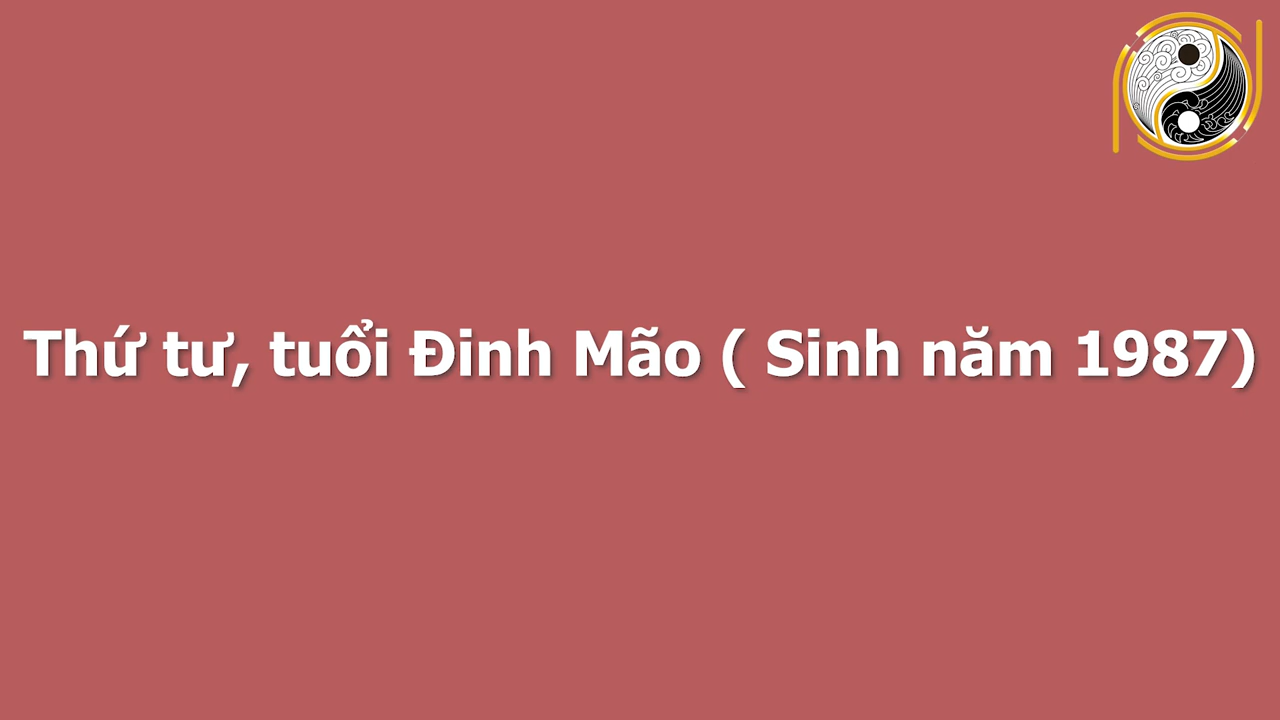 Thứ tư, tuổi Đinh Mão ( Sinh năm 1987)